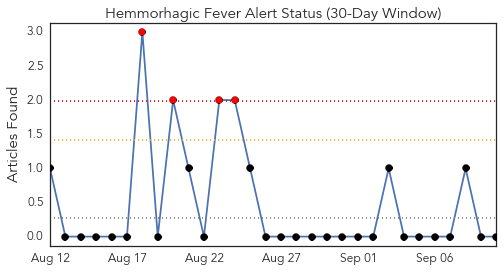 Hemmorhagic Fever Alert Status (30-Day Window)
Articles Found
3.0
2.5
2.0
1.5
1.0
0.5
0.0
Aug 12 Aug 17 Aug 22 Aug 27 Sep 01 Sep 06